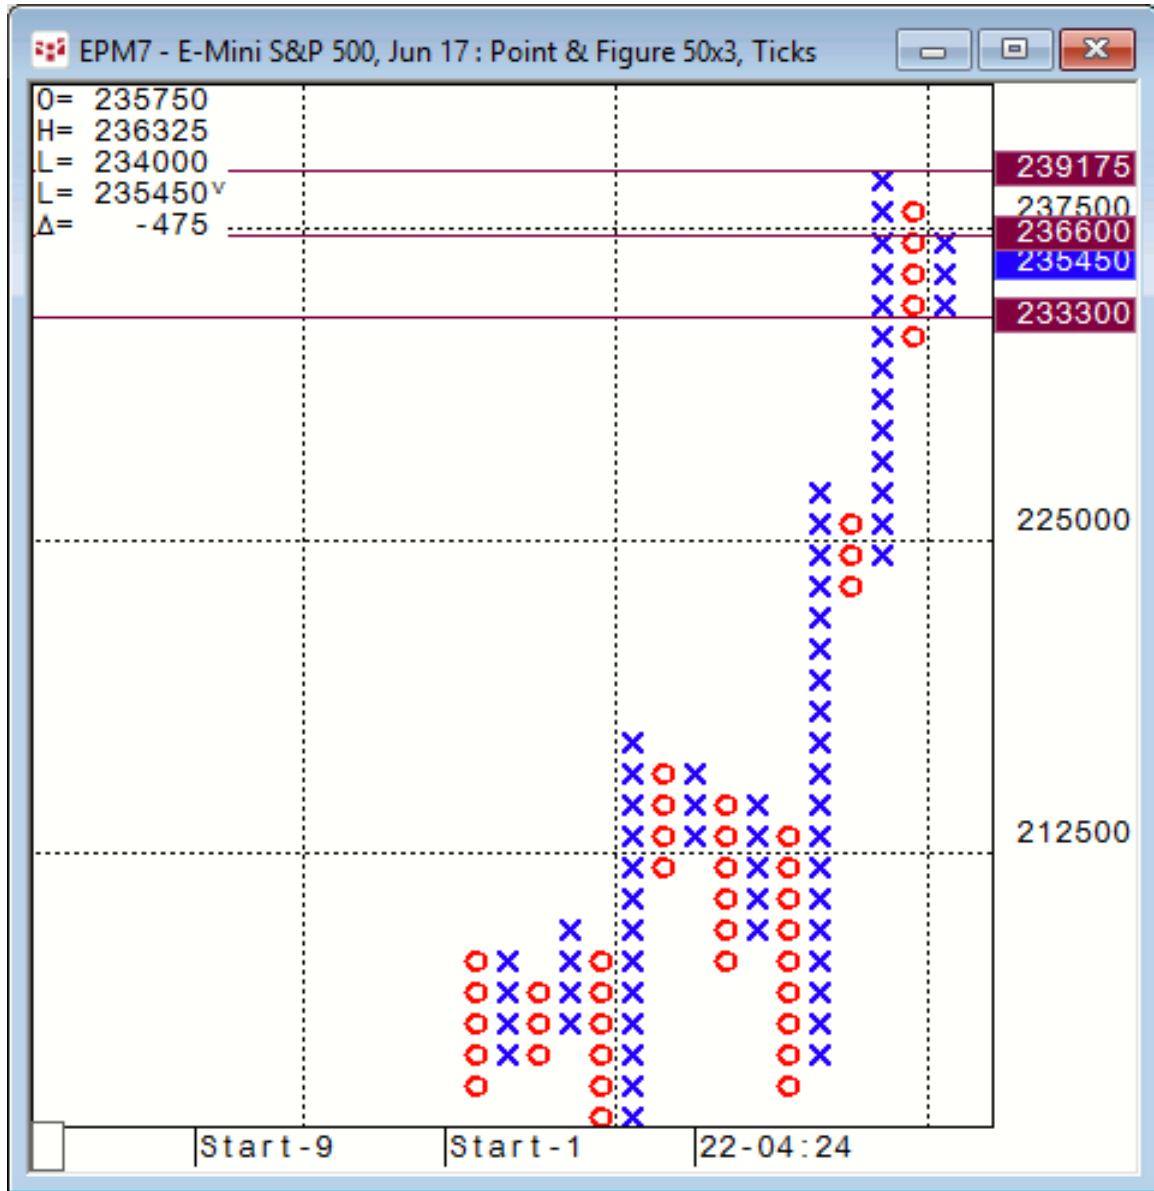 EPM7 - E-Mini S&P 500, Jun 17 : Point & Figure 50x3, Ticks
O= 235750
H= 236325
L= 234000
L= 235450v
Δ= -475
239175
237500
236600
235450
233300
225000
212500
Start-9
Start-1
22-04:24